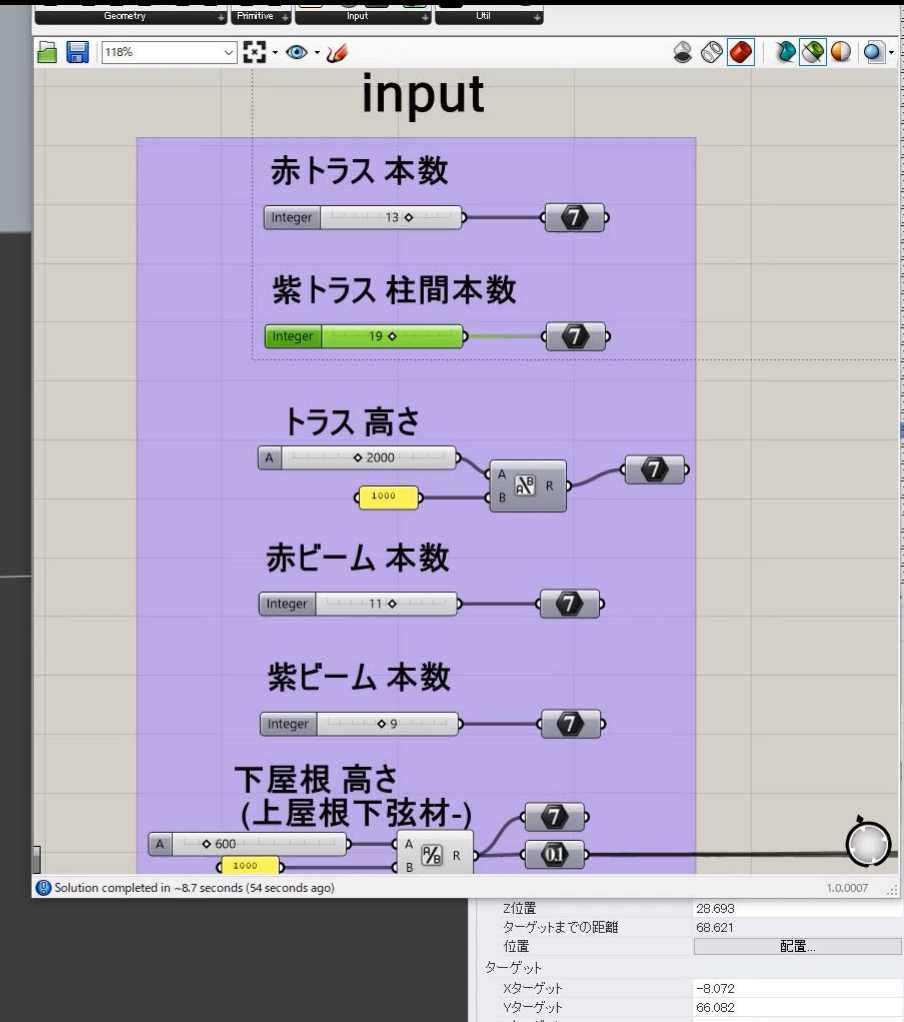 Geometry
Primitive
Input
Util
118%
input
赤トラス 本数
Integer
13
7
紫トラス 柱間本数
Integer
19
7
トラス 高さ
A
2000
1000
A
B
R
A
B
7
赤ビーム 本数
Integer
11
7
紫ビーム 本数
Integer
9
7
下屋根 高さ
(上屋根下弦材-)
A
600
1000
A
B
R
A/B
7
0.1
Solution completed in ~8.7 seconds (54 seconds ago)
1.0.0007
Z位置
28.693
ターゲットまでの距離
68.621
位置
配置...
ターゲット
Xターゲット
-8.072
Yターゲット
66.082